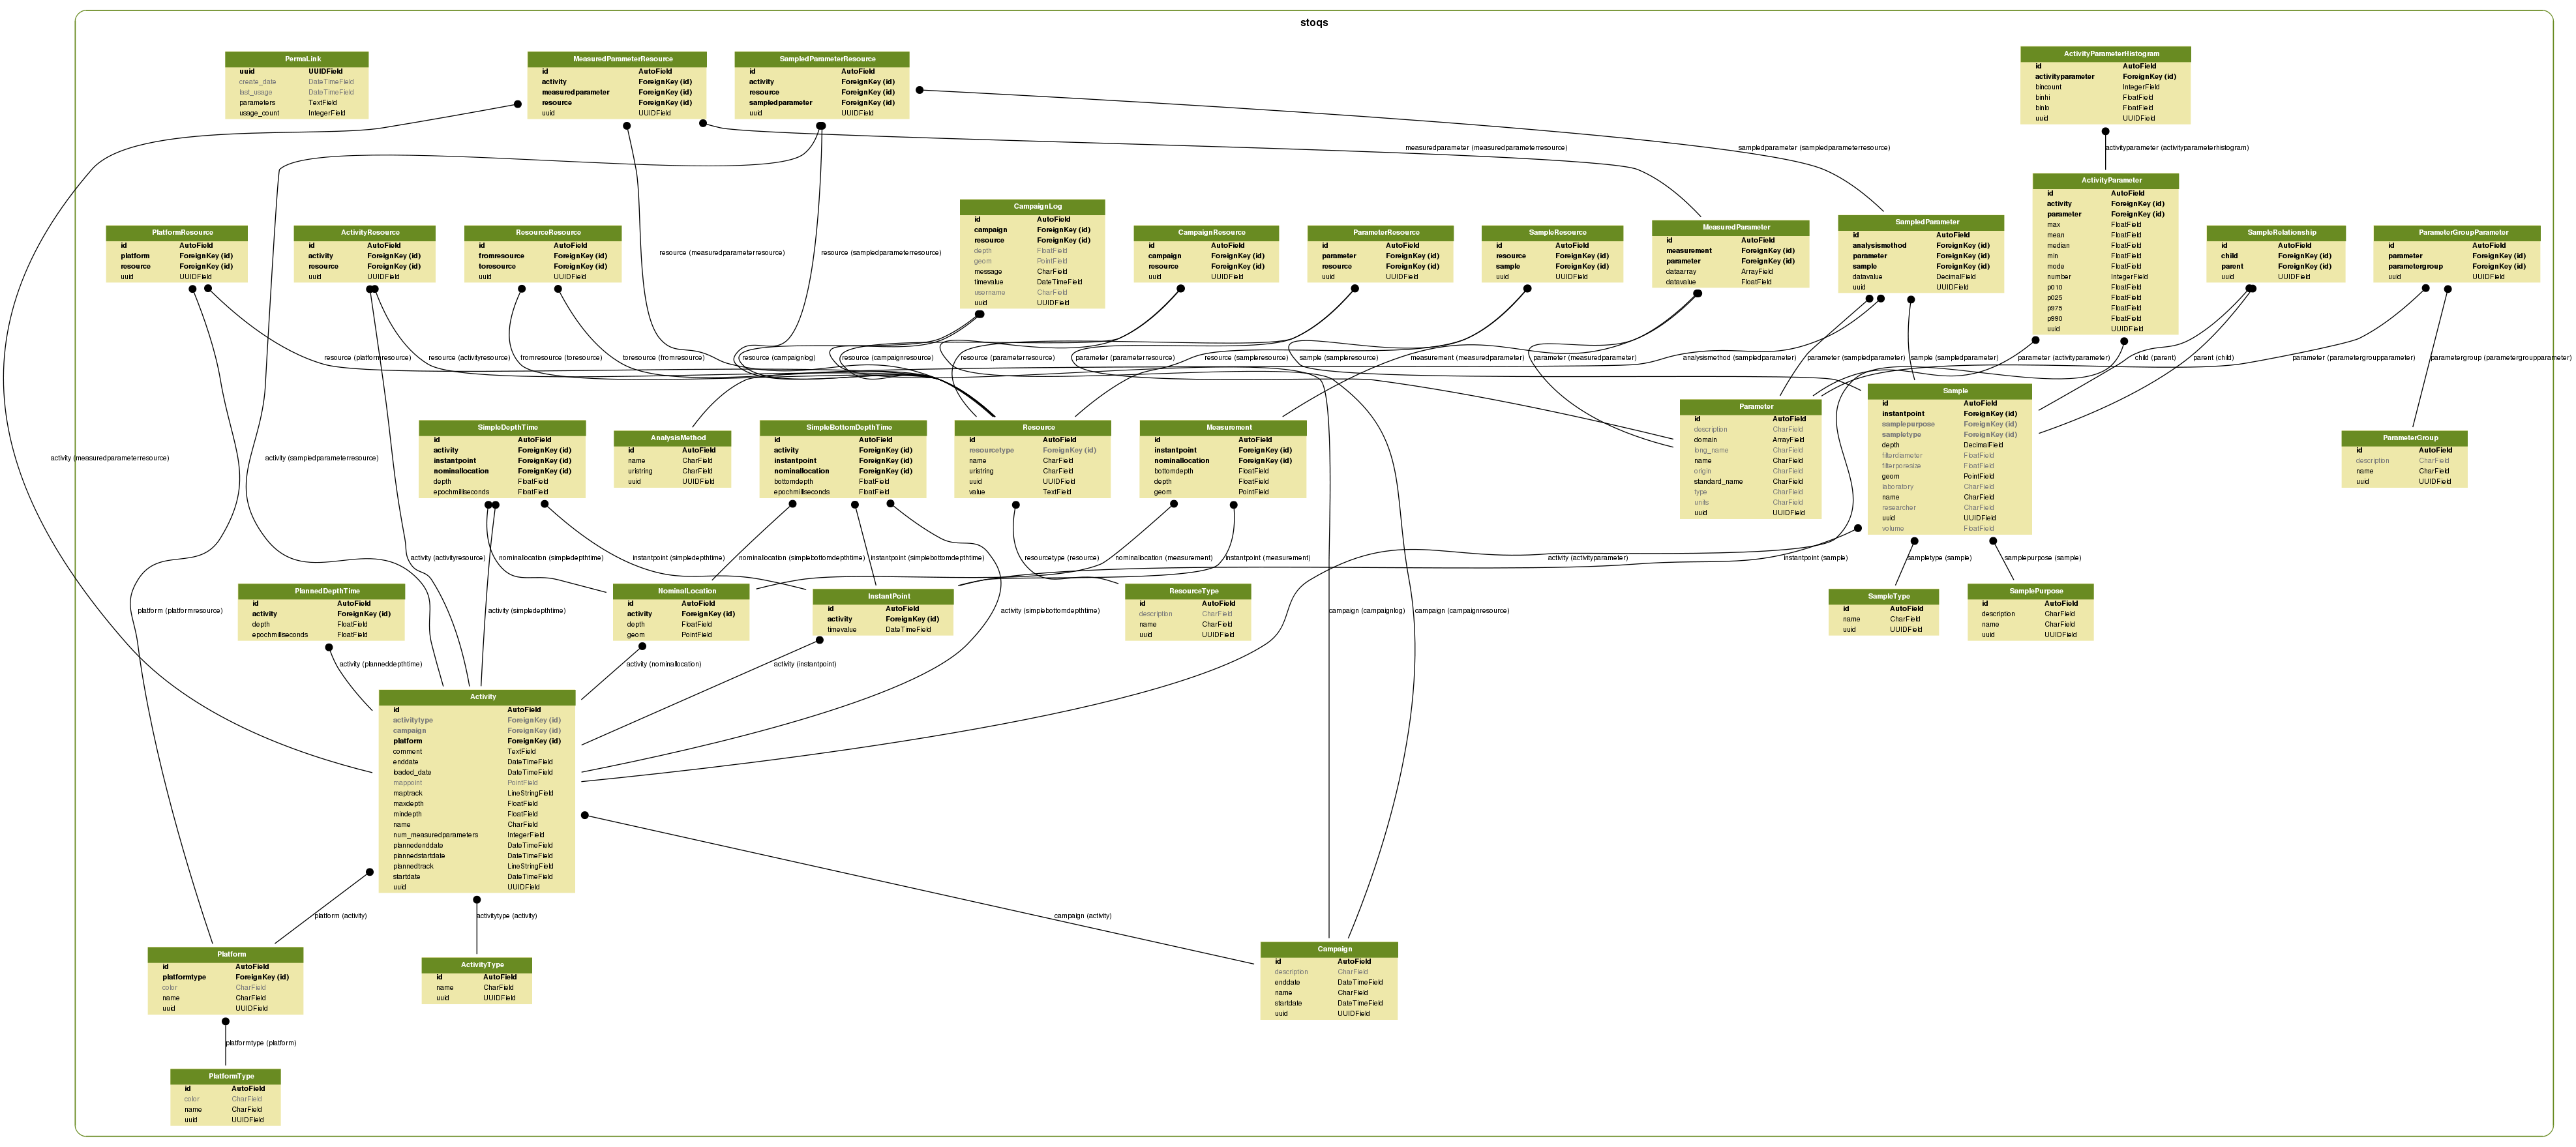 stoqs
PermaLink
uuid UUIDField
create_date DateTimeField
last_usage DateTimeField
parameters TextField
usage_count IntegerField
MeasuredParameterResource
id AutoField
activity ForeignKey (id)
measuredparameter ForeignKey (id)
resource ForeignKey (id)
uuid UUIDField
SampledParameterResource
id AutoField
activity ForeignKey (id)
resource ForeignKey (id)
sampledparameter ForeignKey (id)
uuid UUIDField
ActivityParameterHistogram
id AutoField
activityparameter ForeignKey (id)
bincount IntegerField
binhi FloatField
binlo FloatField
uuid UUIDField
measuredparameter (measuredparameterresource)
sampledparameter (sampledparameterresource)
activityparameter (activityparameterhistogram)
PlatformResource
id AutoField
platform ForeignKey (id)
resource ForeignKey (id)
uuid UUIDField
ActivityResource
id AutoField
activity ForeignKey (id)
resource ForeignKey (id)
uuid UUIDField
ResourceResource
id AutoField
fromresource ForeignKey (id)
toresource ForeignKey (id)
uuid UUIDField
resource (measuredparameterresource)
resource (sampledparameterresource)
CampaignLog
id AutoField
campaign ForeignKey (id)
resource ForeignKey (id)
depth FloatField
geom PointField
message CharField
timevalue DateTimeField
username CharField
uuid UUIDField
CampaignResource
id AutoField
campaign ForeignKey (id)
resource ForeignKey (id)
uuid UUIDField
ParameterResource
id AutoField
parameter ForeignKey (id)
resource ForeignKey (id)
uuid UUIDField
SampleResource
id AutoField
resource ForeignKey (id)
sample ForeignKey (id)
uuid UUIDField
MeasuredParameter
id AutoField
measurement ForeignKey (id)
parameter ForeignKey (id)
dataarray ArrayField
datavalue FloatField
SampledParameter
id AutoField
analysismethod ForeignKey (id)
parameter ForeignKey (id)
sample ForeignKey (id)
datavalue DecimalField
uuid UUIDField
ActivityParameter
id AutoField
activity ForeignKey (id)
parameter ForeignKey (id)
max FloatField
mean FloatField
median FloatField
min FloatField
mode FloatField
number IntegerField
p010 FloatField
p025 FloatField
p975 FloatField
p990 FloatField
uuid UUIDField
SampleRelationship
id AutoField
child ForeignKey (id)
parent ForeignKey (id)
uuid UUIDField
ParameterGroupParameter
id AutoField
parameter ForeignKey (id)
parametergroup ForeignKey (id)
uuid UUIDField
resource (platformresource)
resource (activityresource)
fromresource (toresource)
toresource (fromresource)
resource (campaignlog)
resource (campaignresource)
resource (parameterresource)
parameter (parameterresource)
resource (sampleresource)
sample (sampleresource)
measurement (measuredparameter)
parameter (measuredparameter)
analysismethod (sampledparameter)
parameter (sampledparameter)
sample (sampledparameter)
parameter (activityparameter)
child (parent)
parent (child)
parameter (parametergroupparameter)
parametergroup (parametergroupparameter)
SimpleDepthTime
id AutoField
activity ForeignKey (id)
instantpoint ForeignKey (id)
nominallocation ForeignKey (id)
depth FloatField
epochmilliseconds FloatField
AnalysisMethod
id AutoField
name CharField
uristring CharField
uuid UUIDField
SimpleBottomDepthTime
id AutoField
activity ForeignKey (id)
instantpoint ForeignKey (id)
nominallocation ForeignKey (id)
bottomdepth FloatField
epochmilliseconds FloatField
Resource
id AutoField
resourcetype ForeignKey (id)
name CharField
uristring CharField
uuid UUIDField
value TextField
Measurement
id AutoField
instantpoint ForeignKey (id)
nominallocation ForeignKey (id)
bottomdepth FloatField
depth FloatField
geom PointField
Parameter
id AutoField
description CharField
domain ArrayField
long_name CharField
name CharField
origin CharField
standard_name CharField
type CharField
units CharField
uuid UUIDField
Sample
id AutoField
instantpoint ForeignKey (id)
samplepurpose ForeignKey (id)
sampletype ForeignKey (id)
depth DecimalField
filterdiameter FloatField
filterporesize FloatField
geom PointField
laboratory CharField
name CharField
researcher CharField
uuid UUIDField
volume FloatField
ParameterGroup
id AutoField
description CharField
name CharField
uuid UUIDField
activity (measuredparameterresource)
activity (sampledparameterresource)
activity (activityresource)
nominallocation (simpledepthtime)
instantpoint (simpledepthtime)
nominallocation (simplebottomdepthtime)
instantpoint (simplebottomdepthtime)
resourcetype (resource)
nominallocation (measurement)
instantpoint (measurement)
activity (activityparameter)
instantpoint (sample)
sampletype (sample)
samplepurpose (sample)
platform (platformresource)
PlannedDepthTime
id AutoField
activity ForeignKey (id)
depth FloatField
epochmilliseconds FloatField
activity (simpledepthtime)
NominalLocation
id AutoField
activity ForeignKey (id)
depth FloatField
geom PointField
InstantPoint
id AutoField
activity ForeignKey (id)
timevalue DateTimeField
activity (simplebottomdepthtime)
ResourceType
id AutoField
description CharField
name CharField
uuid UUIDField
campaign (campaignlog)
campaign (campaignresource)
SampleType
id AutoField
name CharField
uuid UUIDField
SamplePurpose
id AutoField
description CharField
name CharField
uuid UUIDField
activity (planneddepthtime)
activity (nominallocation)
activity (instantpoint)
Activity
id AutoField
activitytype ForeignKey (id)
campaign ForeignKey (id)
platform ForeignKey (id)
comment TextField
enddate DateTimeField
loaded_date DateTimeField
mappoint PointField
maptrack LineStringField
maxdepth FloatField
mindepth FloatField
name CharField
num_measuredparameters IntegerField
plannedenddate DateTimeField
plannedstartdate DateTimeField
plannedtrack LineStringField
startdate DateTimeField
uuid UUIDField
platform (activity)
activitytype (activity)
campaign (activity)
Platform
id AutoField
platformtype ForeignKey (id)
color CharField
name CharField
uuid UUIDField
ActivityType
id AutoField
name CharField
uuid UUIDField
Campaign
id AutoField
description CharField
enddate DateTimeField
name CharField
startdate DateTimeField
uuid UUIDField
platformtype (platform)
PlatformType
id AutoField
color CharField
name CharField
uuid UUIDField